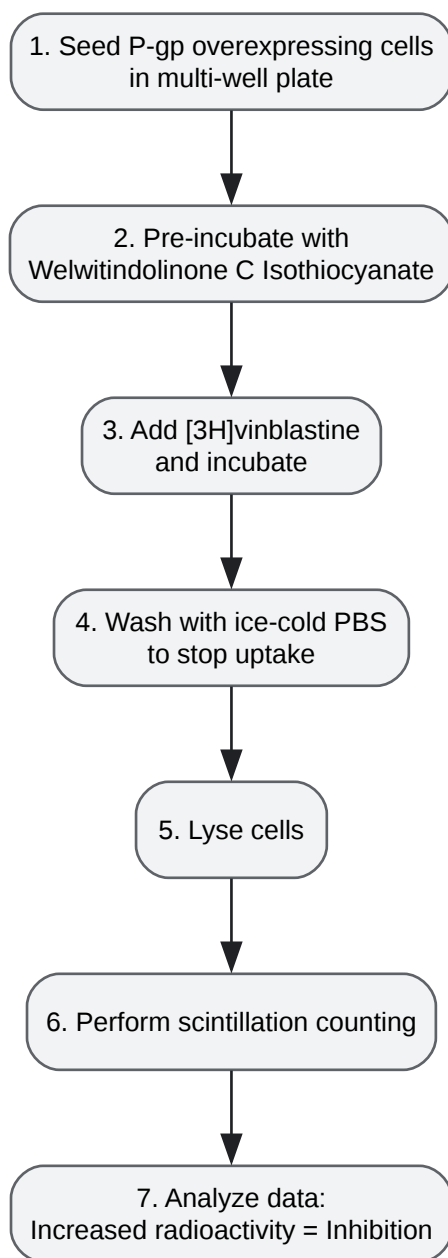 1. Seed P-gp overexpressing cells
in multi-well plate
2. Pre-incubate with
Welwitindolinone C Isothiocyanate
3. Add [3H]vinblastine
and incubate
4. Wash with ice-cold PBS
to stop uptake
5. Lyse cells
6. Perform scintillation counting
7. Analyze data:
Increased radioactivity = Inhibition